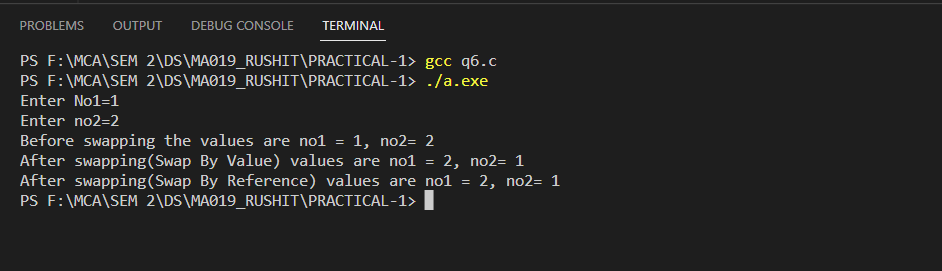 PROBLEMS OUTPUT DEBUG CONSOLE TERMINAL
PS F:\MCA\SEM 2\DS\MA019_RUSHIT\PRACTICAL-1> gcc q6.c
PS F:\MCA\SEM 2\DS\MA019_RUSHIT\PRACTICAL-1> ./a.exe
Enter No1=1
Enter no2=2
Before swapping the values are no1 = 1, no2= 2
After swapping(Swap By Value) values are no1 = 2, no2= 1
After swapping(Swap By Reference) values are no1 = 2, no2= 1
PS F:\MCA\SEM 2\DS\MA019_RUSHIT\PRACTICAL-1>